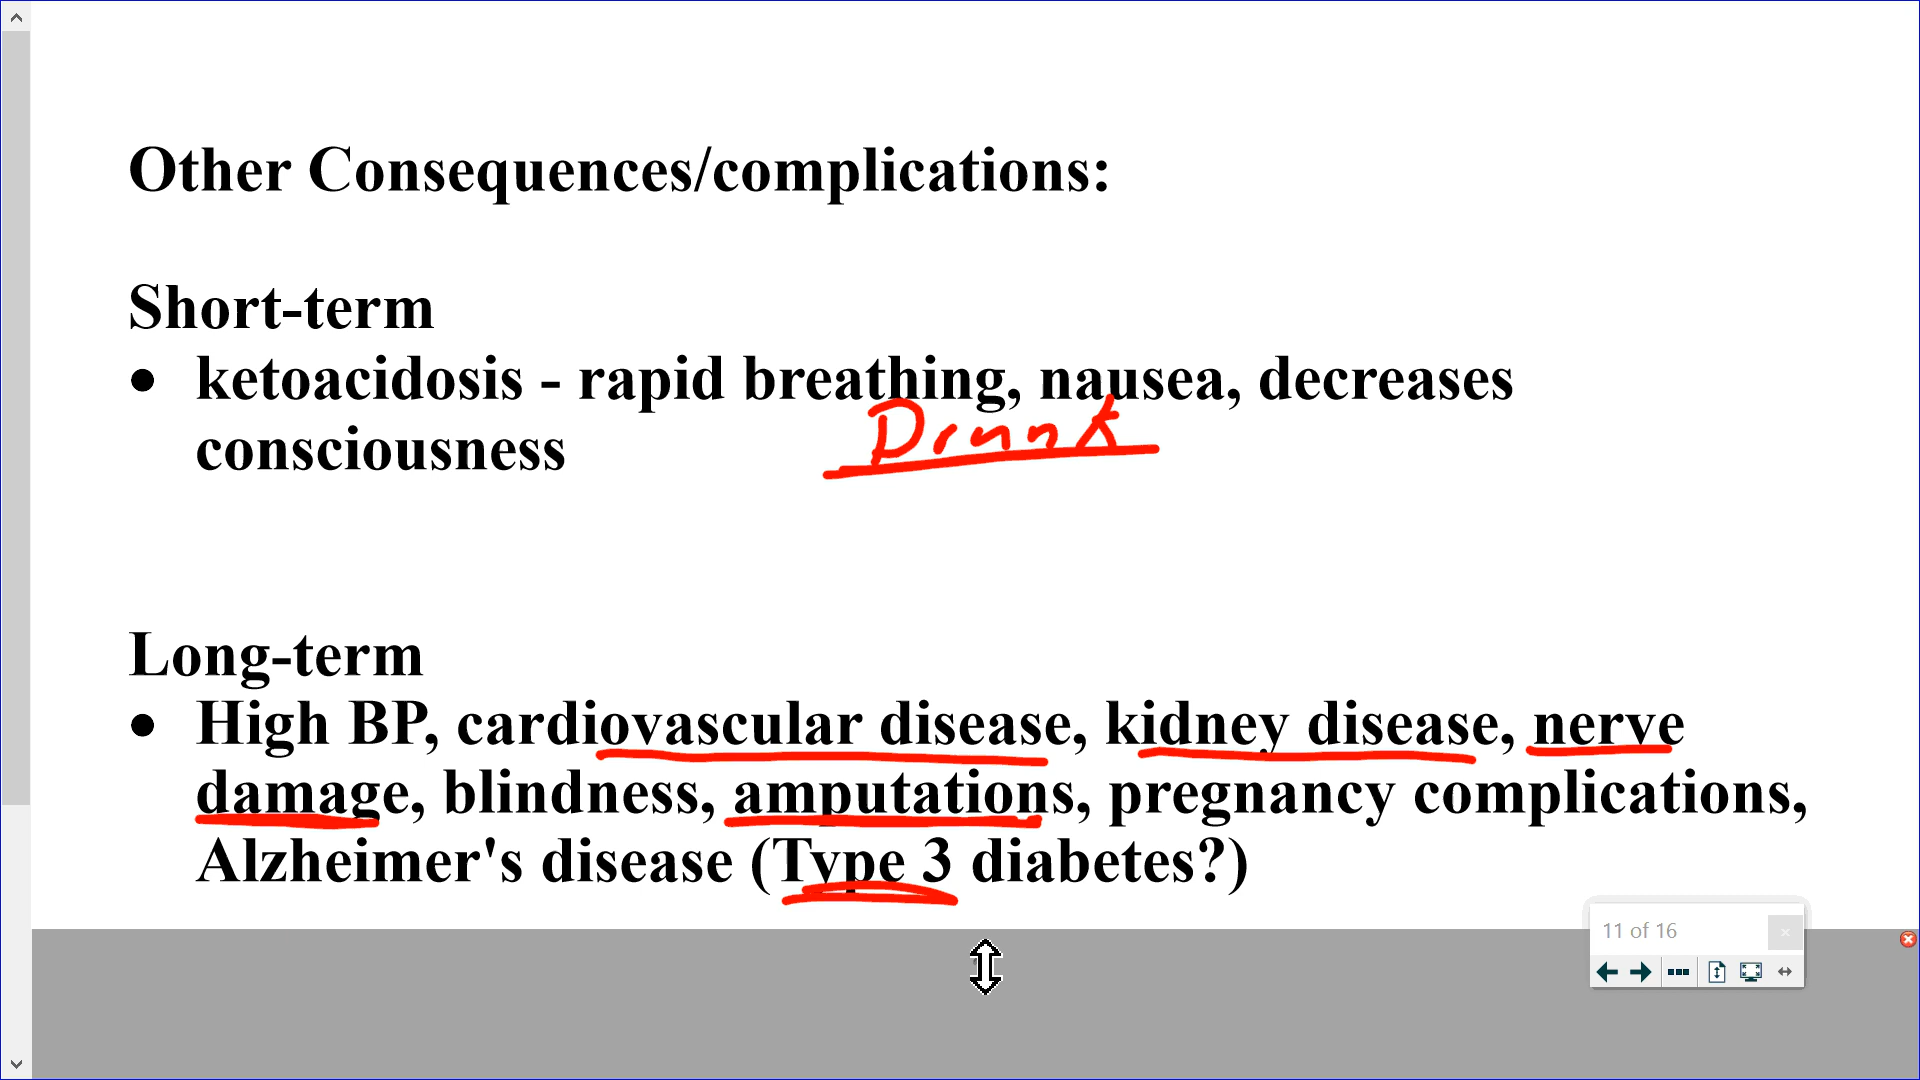 Other Consequences/complications:
Short-term
● ketoacidosis - rapid breathing, nausea, decreases
consciousness
Drunk
Long-term
● High BP, cardiovascular disease, kidney disease, nerve
damage, blindness, amputations, pregnancy complications,
Alzheimer's disease (Type 3 diabetes?)
11 of 16